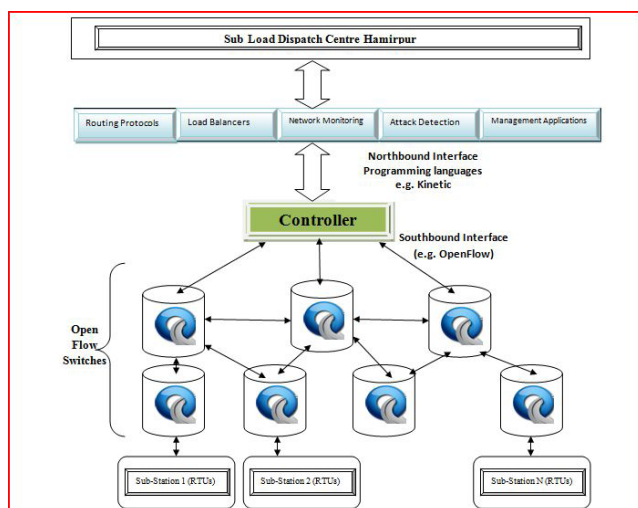 Sub Load Dispatch Centre Hamirpur
Routing Protocols
Load Balancers
Network Monitoring
Attack Detection
Management Applications
Northbound Interface
Programming languages
e.g. Kinetic
Controller
Southbound Interface
(e.g. OpenFlow)
Open
Flow
Switches
Sub-Station 1 (RTUs)
Sub-Station 2 (RTUs)
Sub-Station N (RTUs)